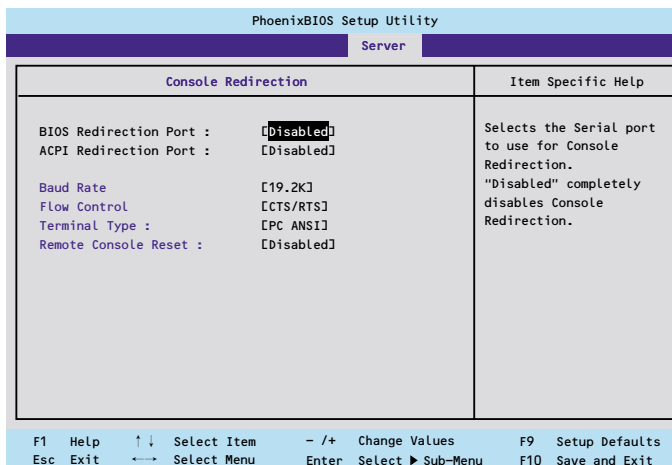 PhoenixBIOS Setup Utility
Server
Console Redirection
Item Specific Help
BIOS Redirection Port : [Disabled]
ACPI Redirection Port : [Disabled]
Baud Rate [19.2K]
Flow Control [CTS/RTS]
Terminal Type : [PC ANSI]
Remote Console Reset : [Disabled]
Selects the Serial port
to use for Console
Redirection.
"Disabled" completely
disables Console
Redirection.
F1 Help ↑↓ Select Item – /+ Change Values F9 Setup Defaults
Esc Exit ←→ Select Menu Enter Select ▶ Sub-Menu F10 Save and Exit